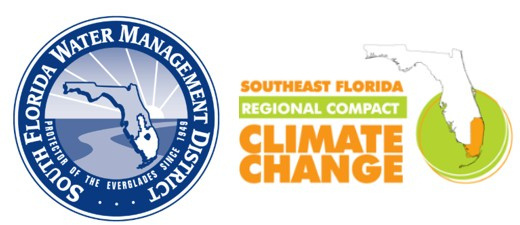 SOUTH FLORIDA WATER MANAGEMENT DISTRICT
PROTECTOR OF THE EVERGLADES SINCE 1949
SOUTHEAST FLORIDA
REGIONAL COMPACT
CLIMATE
CHANGE